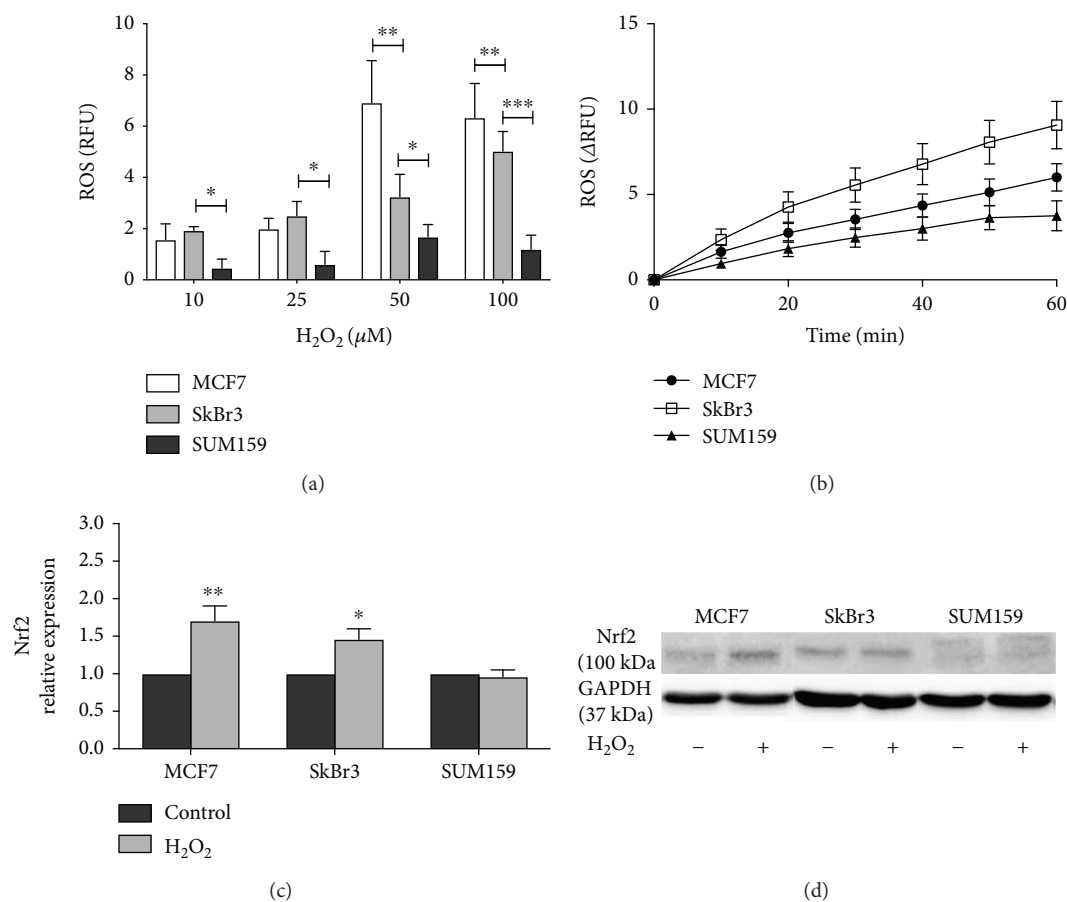 10
8
6
4
2
0
ROS (RFU)
** ** *** * * *
10 25 50 100
H₂O₂ (μM)
MCF7
SkBr3
SUM159
(a)
15
10
5
0
ROS (ΔRFU)
0 20 40 60
Time (min)
MCF7
SkBr3
SUM159
(b)
3.0
2.5
2.0
1.5
1.0
0.5
0.0
Nrf2
relative expression
** *
MCF7 SkBr3 SUM159
Control
H₂O₂
(c)
MCF7 SkBr3 SUM159
Nrf2
(100 kDa
GAPDH
(37 kDa)
H₂O₂ − + − + − +
(d)